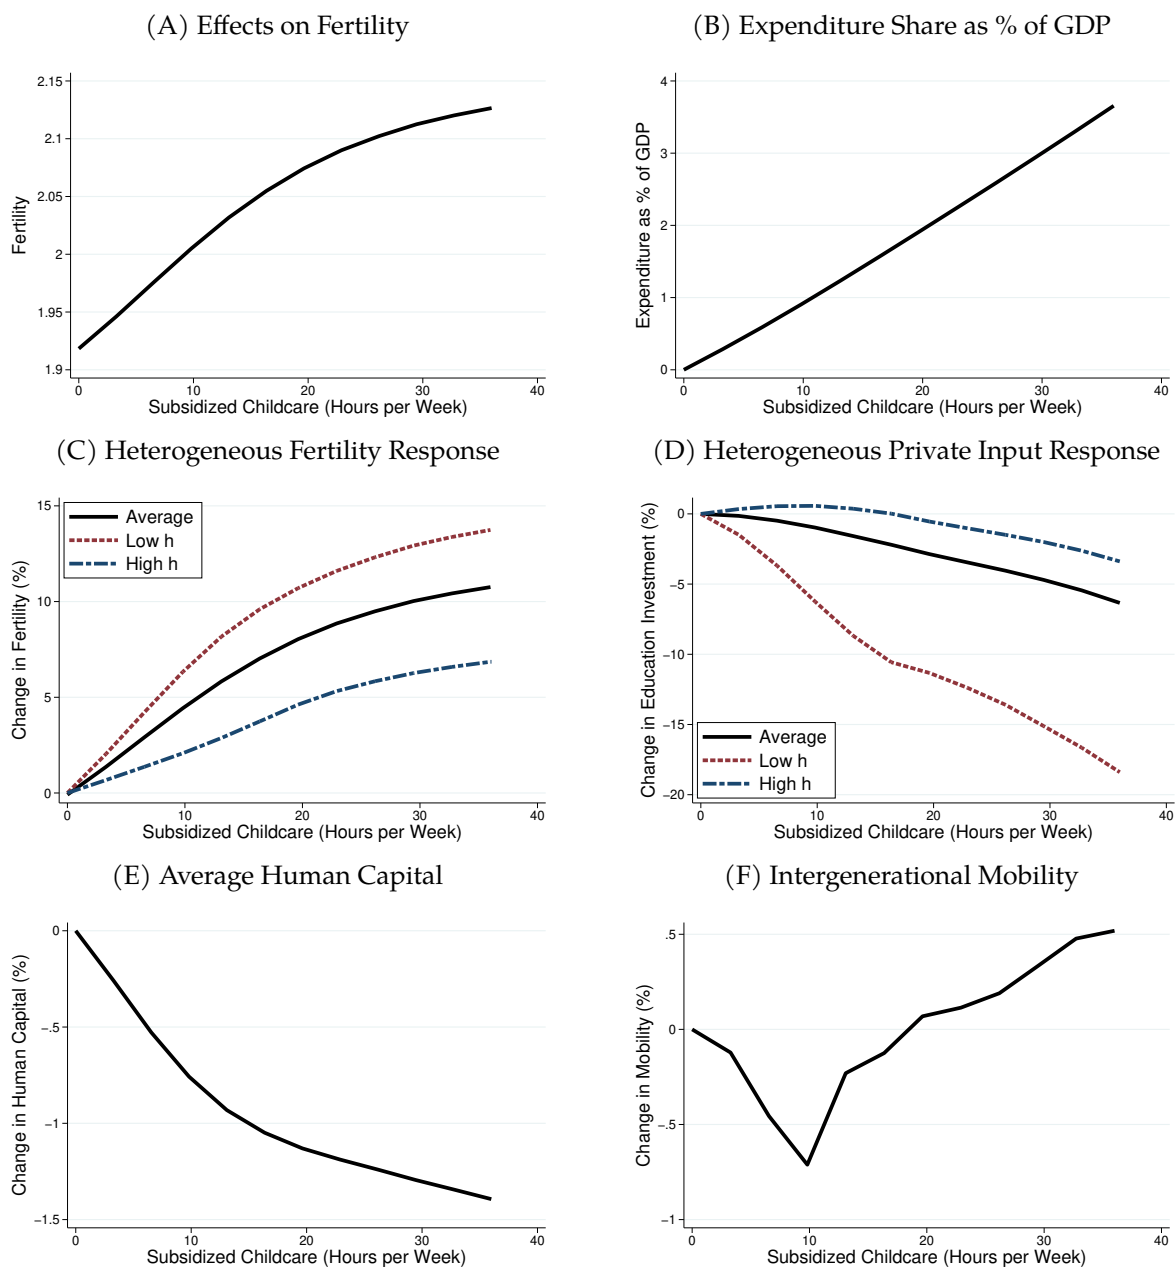 (A) Effects on Fertility
2.15
2.1
2.05
2
1.95
1.9
Fertility
0 10 20 30 40
Subsidized Childcare (Hours per Week)
(B) Expenditure Share as % of GDP
4
3
2
1
0
Expenditure as % of GDP
0 10 20 30 40
Subsidized Childcare (Hours per Week)
(C) Heterogeneous Fertility Response
15
10
5
0
Change in Fertility (%)
Average
Low h
High h
0 10 20 30 40
Subsidized Childcare (Hours per Week)
(D) Heterogeneous Private Input Response
0
−5
−10
−15
−20
Change in Education Investment (%)
Average
Low h
High h
0 10 20 30 40
Subsidized Childcare (Hours per Week)
(E) Average Human Capital
0
−.5
−1
−1.5
Change in Human Capital (%)
0 10 20 30 40
Subsidized Childcare (Hours per Week)
(F) Intergenerational Mobility
.5
0
−.5
−1
Change in Mobility (%)
0 10 20 30 40
Subsidized Childcare (Hours per Week)